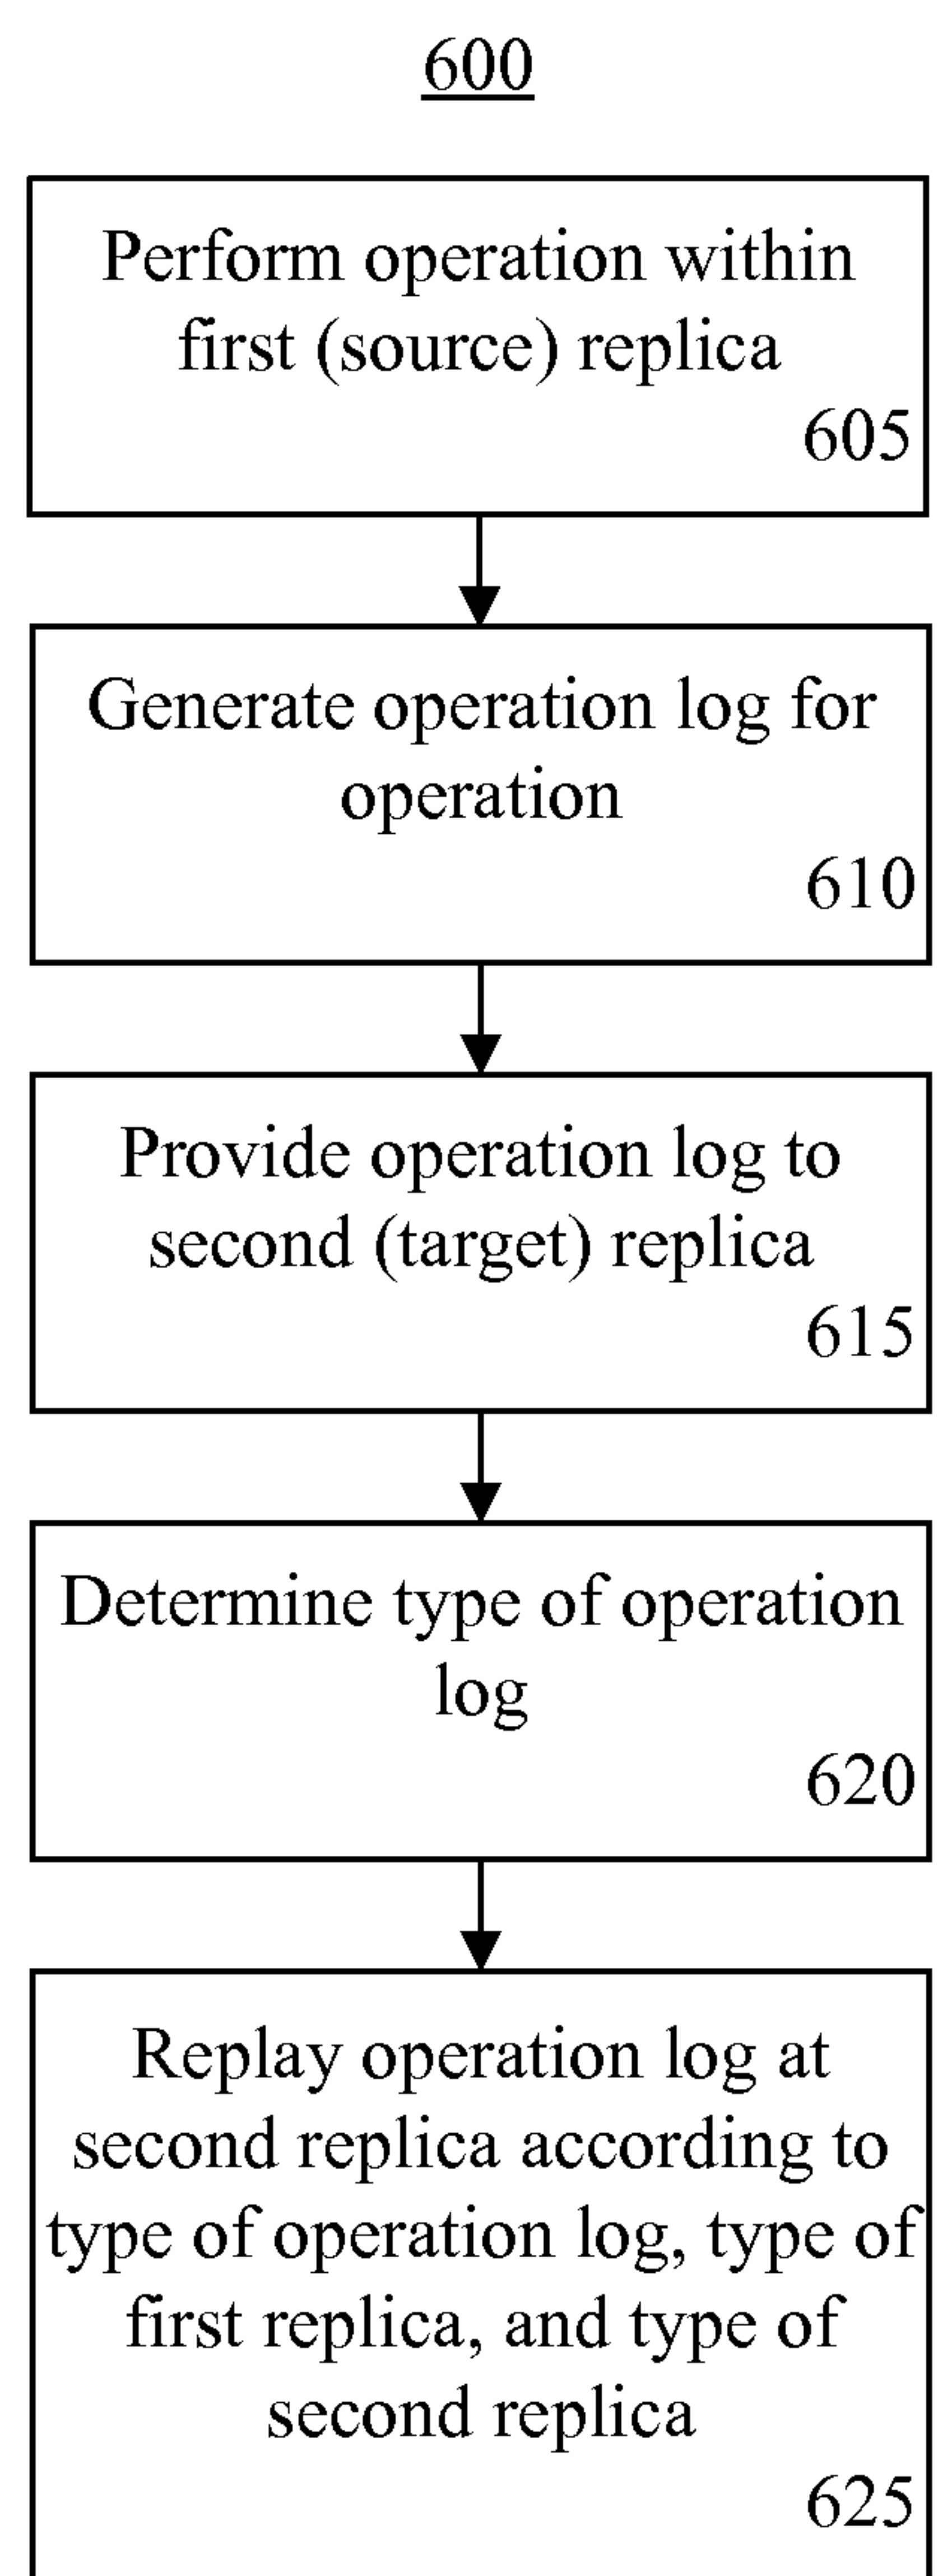 600
Perform operation within
first (source) replica
605
Generate operation log for
operation
610
Provide operation log to
second (target) replica
615
Determine type of operation
log
620
Replay operation log at
second replica according to
type of operation log, type of
first replica, and type of
second replica
625